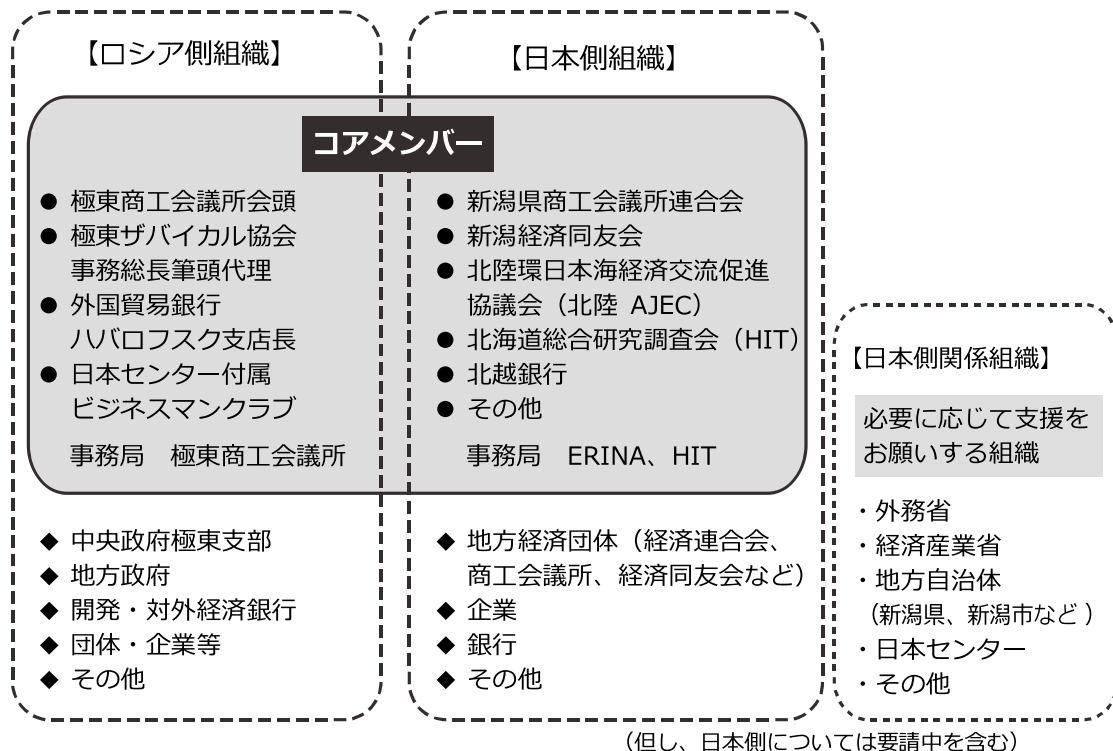 【ロシア側組織】
【日本側組織】
コアメンバー
● 極東商工会議所会頭
● 極東ザバイカル協会
事務総長筆頭代理
● 外国貿易銀行
ハバロフスク支店長
● 日本センター付属
ビジネスマンクラブ
事務局　極東商工会議所
● 新潟県商工会議所連合会
● 新潟経済同友会
● 北陸環日本海経済交流促進
協議会（北陸 AJEC）
● 北海道総合研究調査会（HIT）
● 北越銀行
● その他
事務局　ERINA、HIT
◆ 中央政府極東支部
◆ 地方政府
◆ 開発・対外経済銀行
◆ 団体・企業等
◆ その他
◆ 地方経済団体（経済連合会、
商工会議所、経済同友会など）
◆ 企業
◆ 銀行
◆ その他
【日本側関係組織】
必要に応じて支援を
お願いする組織
・外務省
・経済産業省
・地方自治体
（新潟県、新潟市など ）
・日本センター
・その他
（但し、日本側については要請中を含む）